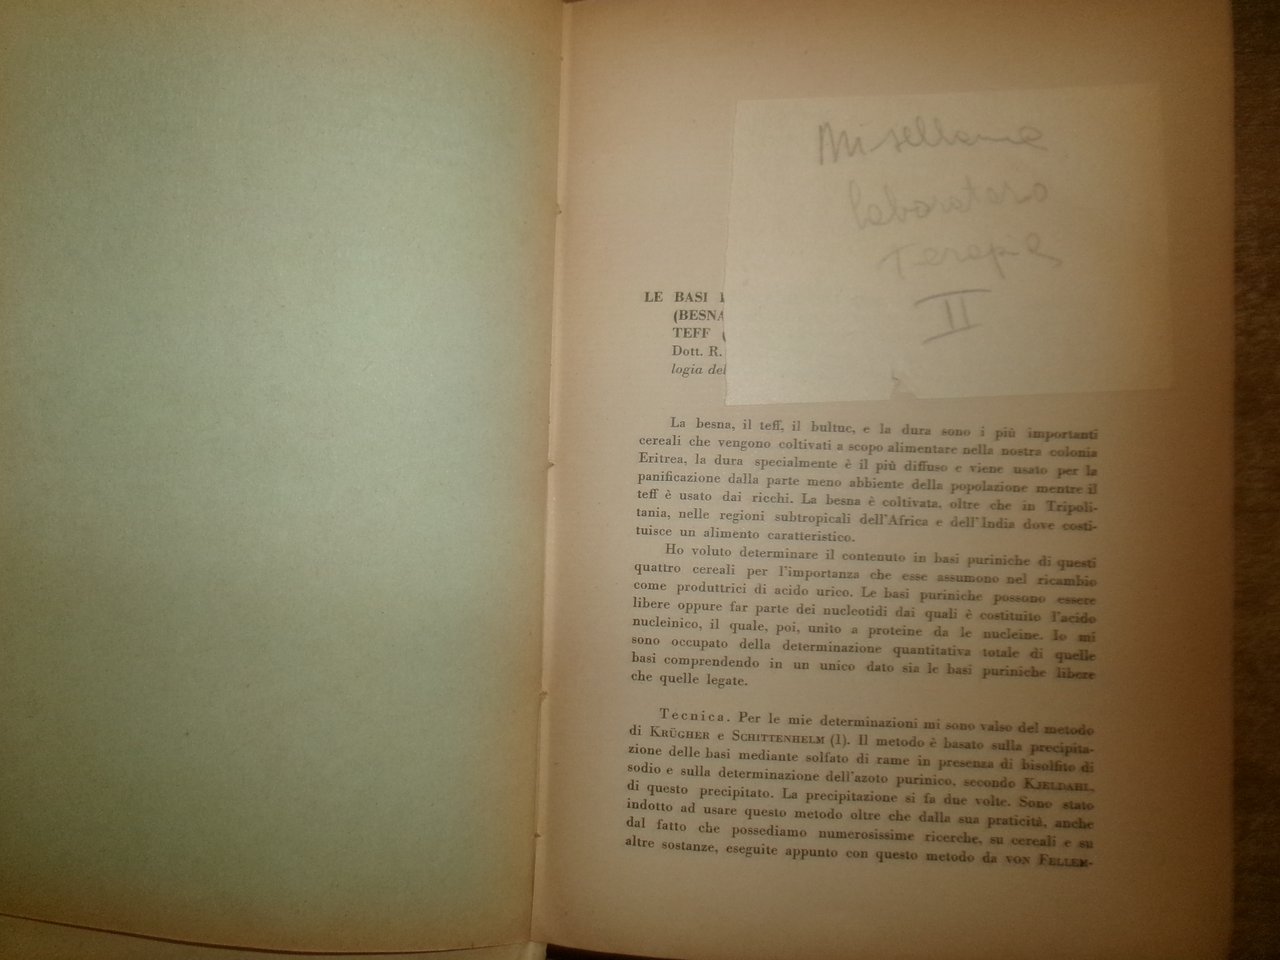 Misellanie
laboratorio
Terapia
II
LE BASI
(BESNA
TEFF (
Dott. R.
logia del
La besna, il teff, il bultuc, e la dura sono i più importanti
cereali che vengono coltivati a scopo alimentare nella nostra colonia
Eritrea, la dura specialmente è il più diffuso e viene usato per la
panificazione dalla parte meno abbiente della popolazione mentre il
teff è usato dai ricchi. La besna è coltivata, oltre che in Tripoli-
tania, nelle regioni subtropicali dell'Africa e dell'India dove costi-
tuisce un alimento caratteristico.
Ho voluto determinare il contenuto in basi puriniche di questi
quattro cereali per l'importanza che esse assumono nel ricambio
come produttrici di acido urico. Le basi puriniche possono essere
libere oppure far parte dei nucleotidi dai quali è costituito l'acido
nucleinico, il quale, poi, unito a proteine da le nucleine. Io mi
sono occupato della determinazione quantitativa totale di quelle
basi comprendendo in un unico dato sia le basi puriniche libere
che quelle legate.
Tecnica. Per le mie determinazioni mi sono valso del metodo
di KRÜGHER e SCHITTENHELM (1). Il metodo è basato sulla precipita-
zione delle basi mediante solfato di rame in presenza di bisolfito di
sodio e sulla determinazione dell'azoto purinico, secondo KJELDAHL,
di questo precipitato. La precipitazione si fa due volte. Sono stato
indotto ad usare questo metodo oltre che dalla sua praticità, anche
dal fatto che possediamo numerosissime ricerche, su cereali e su
altre sostanze, eseguite appunto con questo metodo da VON FELLEN-